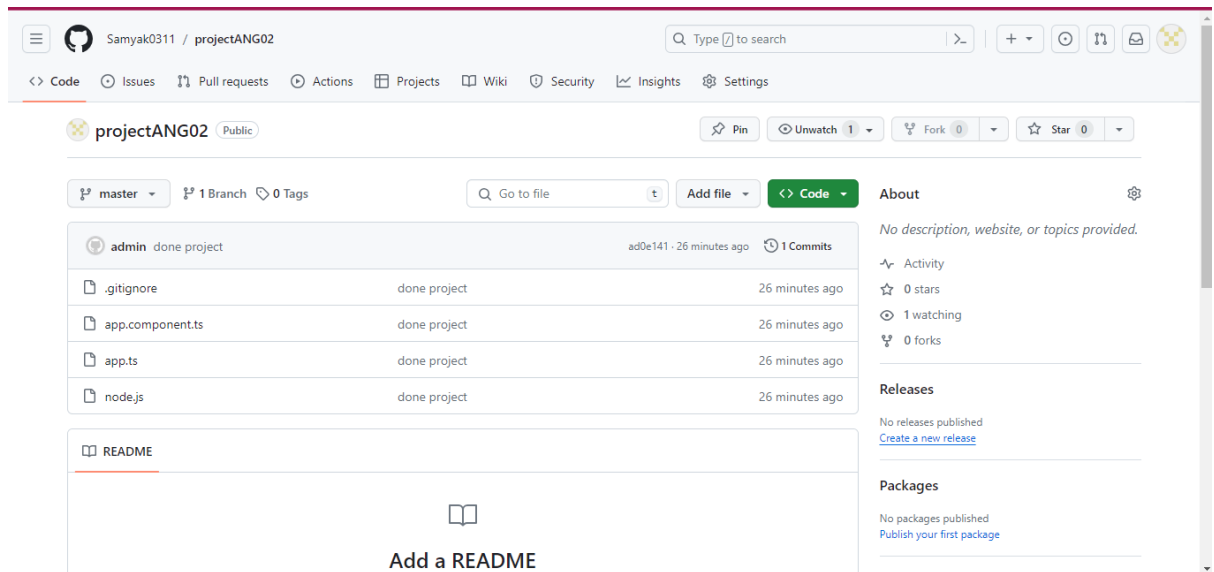 Samyak0311 / projectANG02
Type / to search
Code Issues Pull requests Actions Projects Wiki Security Insights Settings
projectANG02 Public
Pin Unwatch 1 Fork 0 Star 0
master 1 Branch 0 Tags Go to file t Add file Code
admin done project ad0e141 · 26 minutes ago 1 Commits
.gitignore done project 26 minutes ago
app.component.ts done project 26 minutes ago
app.ts done project 26 minutes ago
node.js done project 26 minutes ago
README
Add a README
About
No description, website, or topics provided.
Activity
0 stars
1 watching
0 forks
Releases
No releases published
Create a new release
Packages
No packages published
Publish your first package